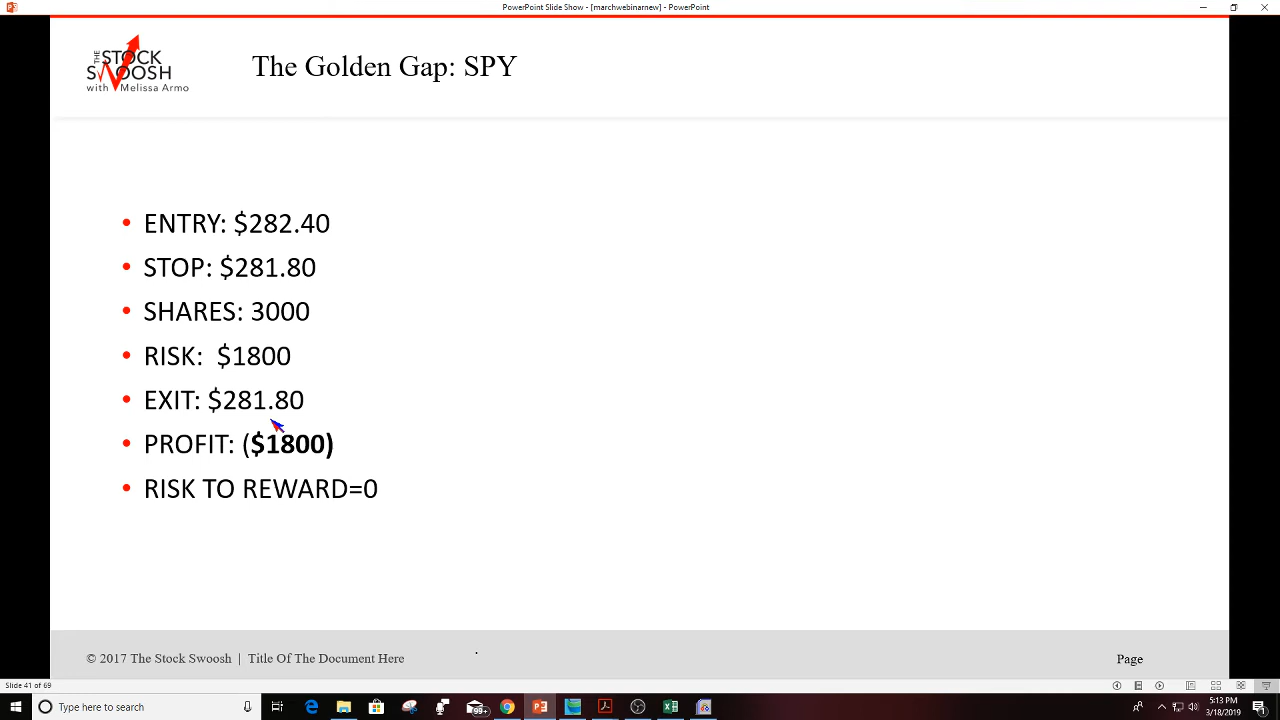 PowerPoint Slide Show - [marchwebinarnew] - PowerPoint
THE
STOCK
SWOOSH
with Melissa Armo
The Golden Gap: SPY
• ENTRY: $282.40
• STOP: $281.80
• SHARES: 3000
• RISK: $1800
• EXIT: $281.80
• PROFIT: ($1800)
• RISK TO REWARD=0
© 2017 The Stock Swoosh | Title Of The Document Here
Page
Slide 41 of 69
Type here to search
99+
5:13 PM
3/18/2019